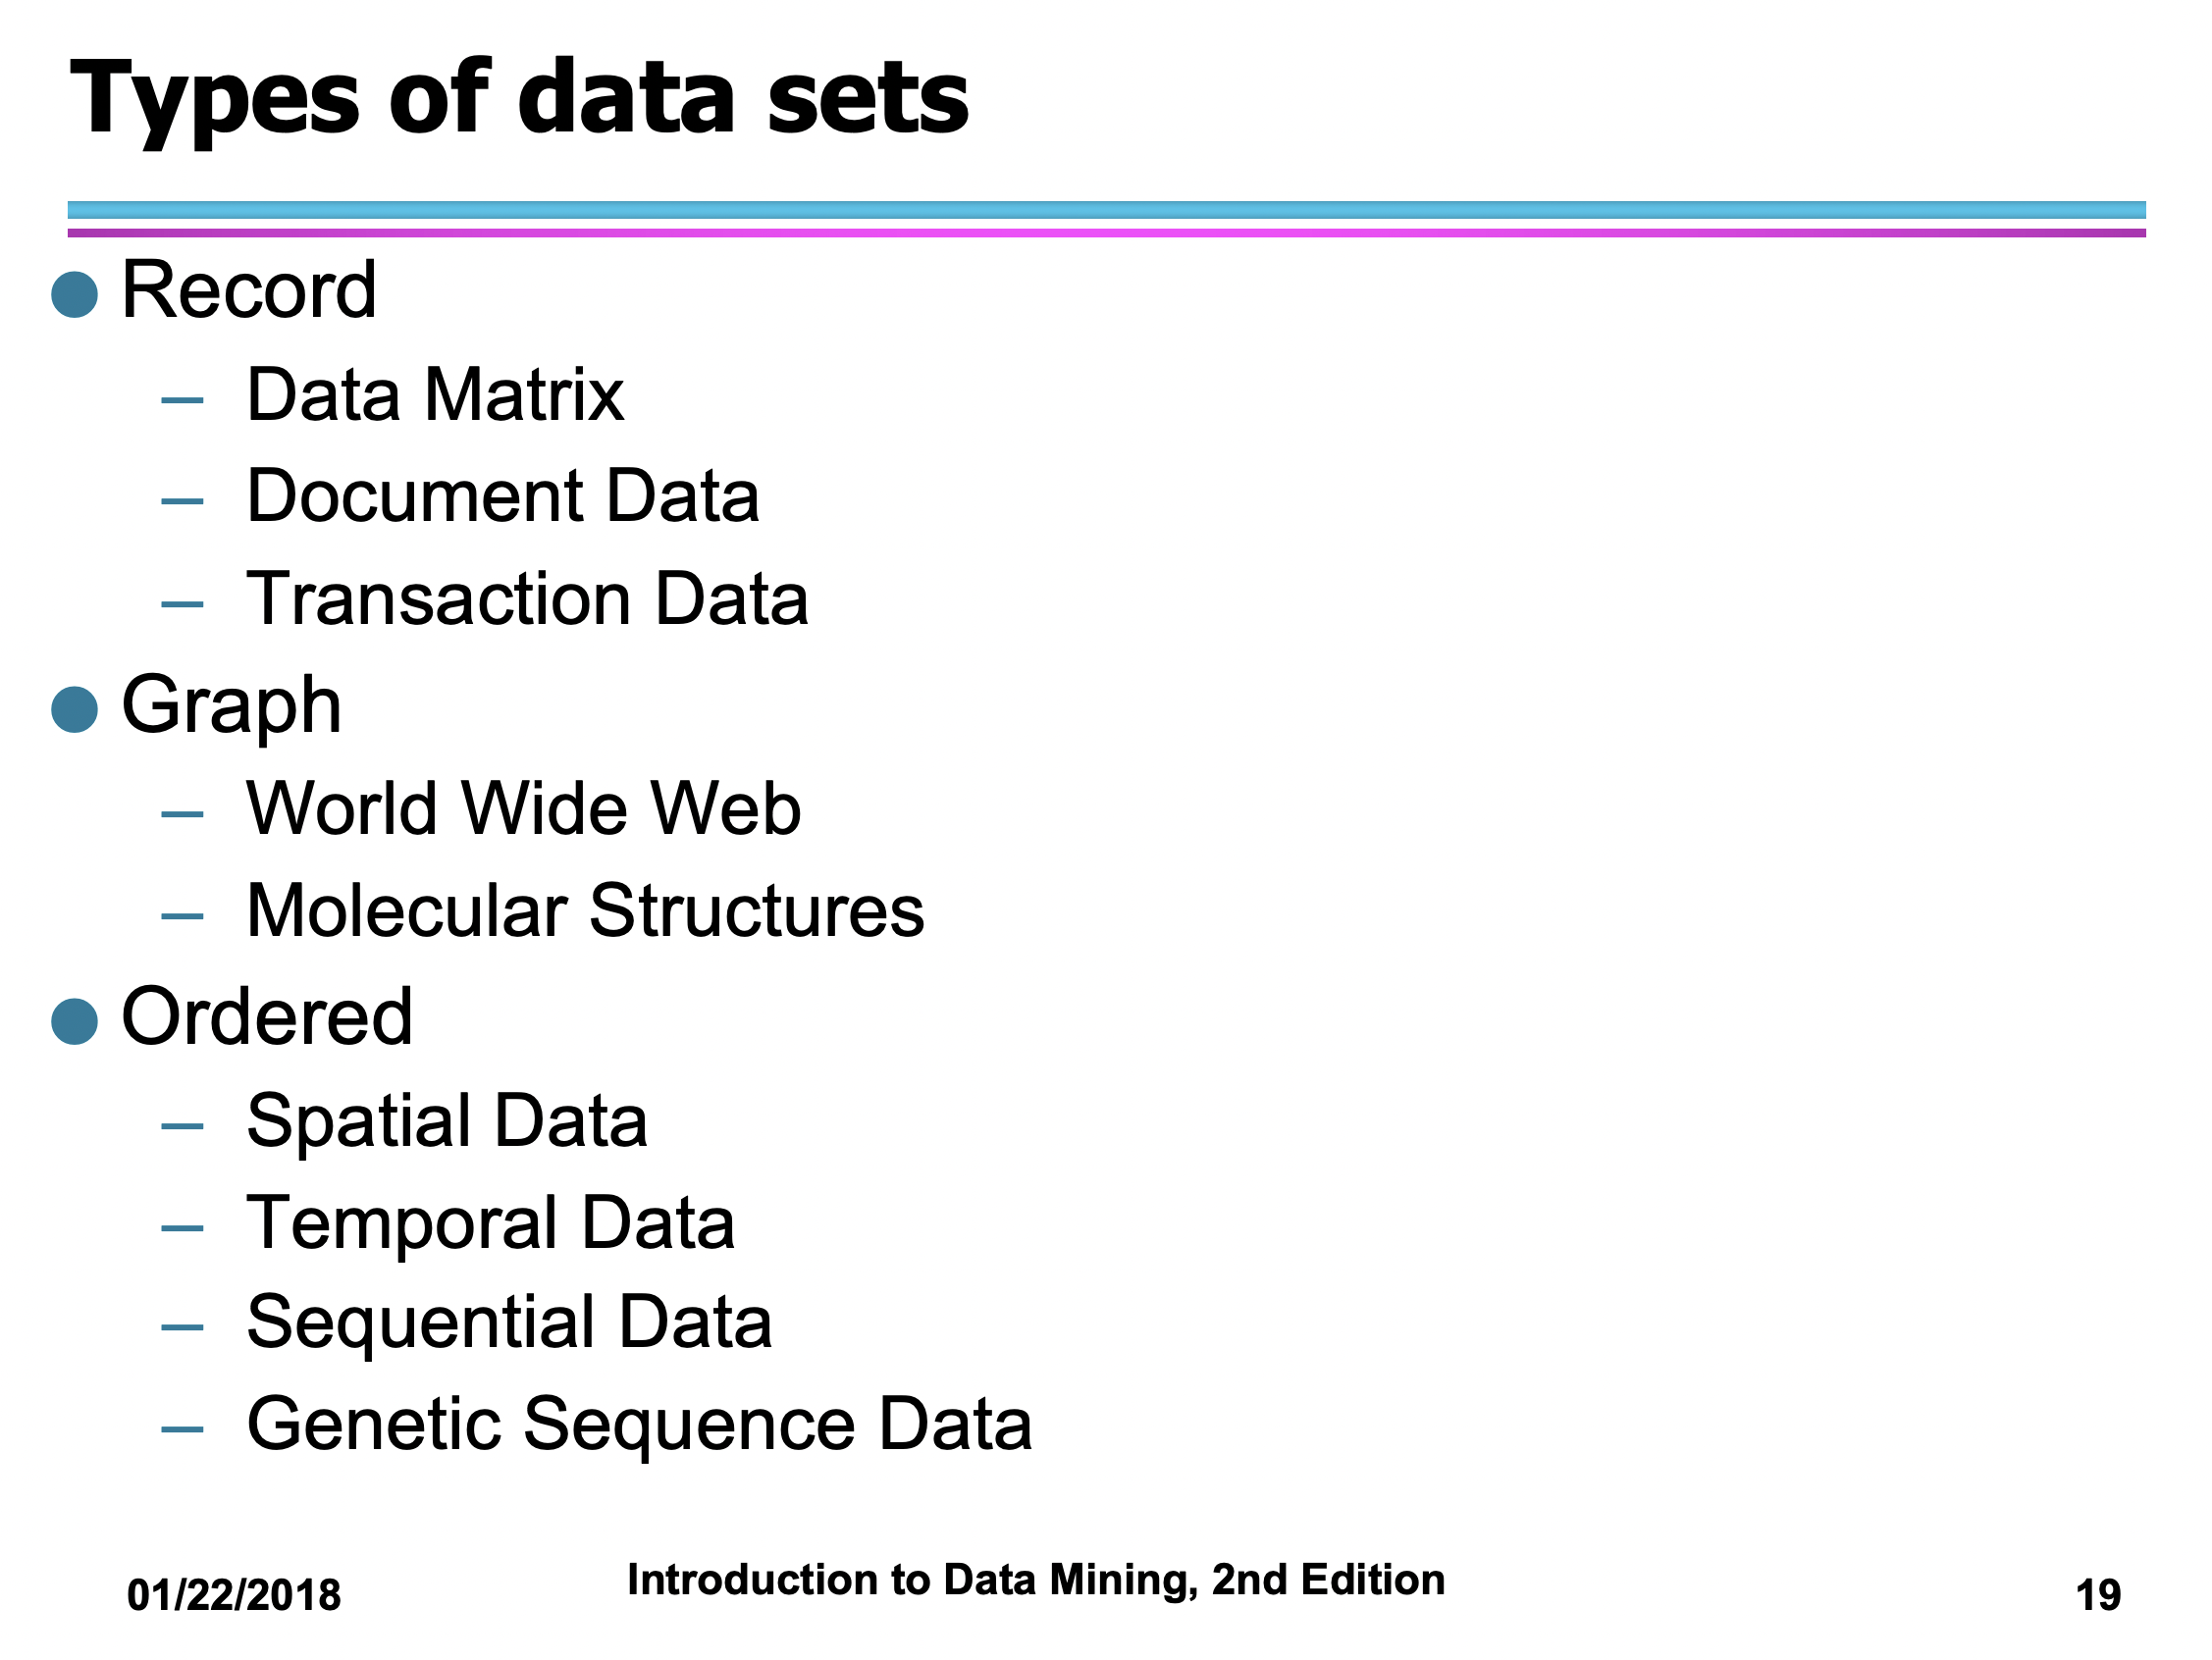 Types of data sets
● Record
– Data Matrix
– Document Data
– Transaction Data
● Graph
– World Wide Web
– Molecular Structures
● Ordered
– Spatial Data
– Temporal Data
– Sequential Data
– Genetic Sequence Data
01/22/2018
Introduction to Data Mining, 2nd Edition
19